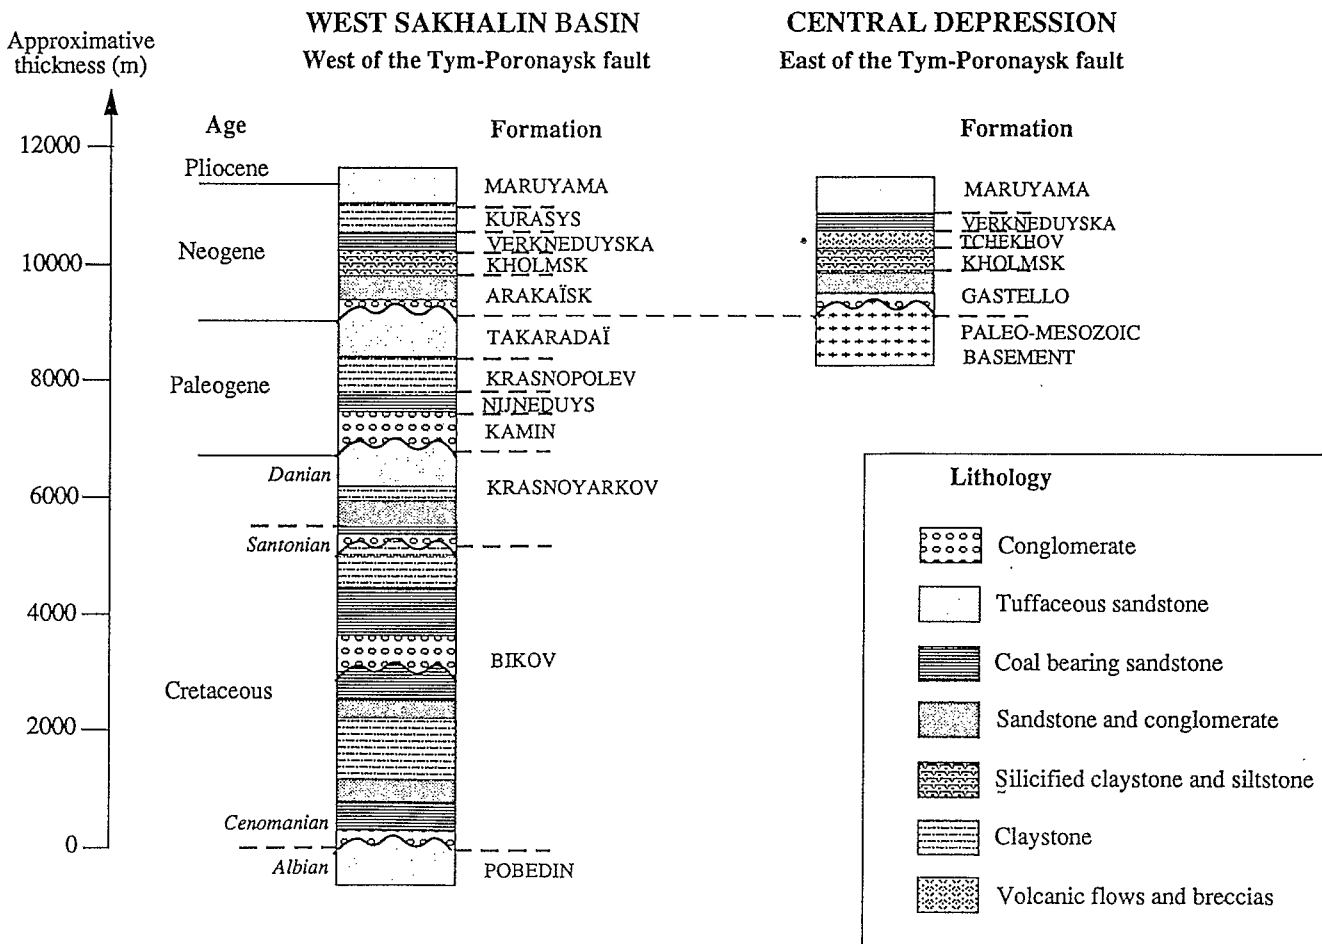 WEST SAKHALIN BASIN
West of the Tym-Poronaysk fault
CENTRAL DEPRESSION
East of the Tym-Poronaysk fault
Approximative
thickness (m)
12000
10000
8000
6000
4000
2000
0
Age
Pliocene
Neogene
Paleogene
Danian
Santonian
Cretaceous
Cenomanian
Albian
Formation
MARUYAMA
KURASYS
VERKNEDUYSKA
KHOLMSK
ARAKAÏSK
TAKARADAÏ
KRASNOPOLEV
NIJNEDUYS
KAMIN
KRASNOYARKOV
BIKOV
POBEDIN
Formation
MARUYAMA
VERKNEDUYSKA
TCHEKHOV
KHOLMSK
GASTELLO
PALEO-MESOZOIC
BASEMENT
Lithology
Conglomerate
Tuffaceous sandstone
Coal bearing sandstone
Sandstone and conglomerate
Silicified claystone and siltstone
Claystone
Volcanic flows and breccias